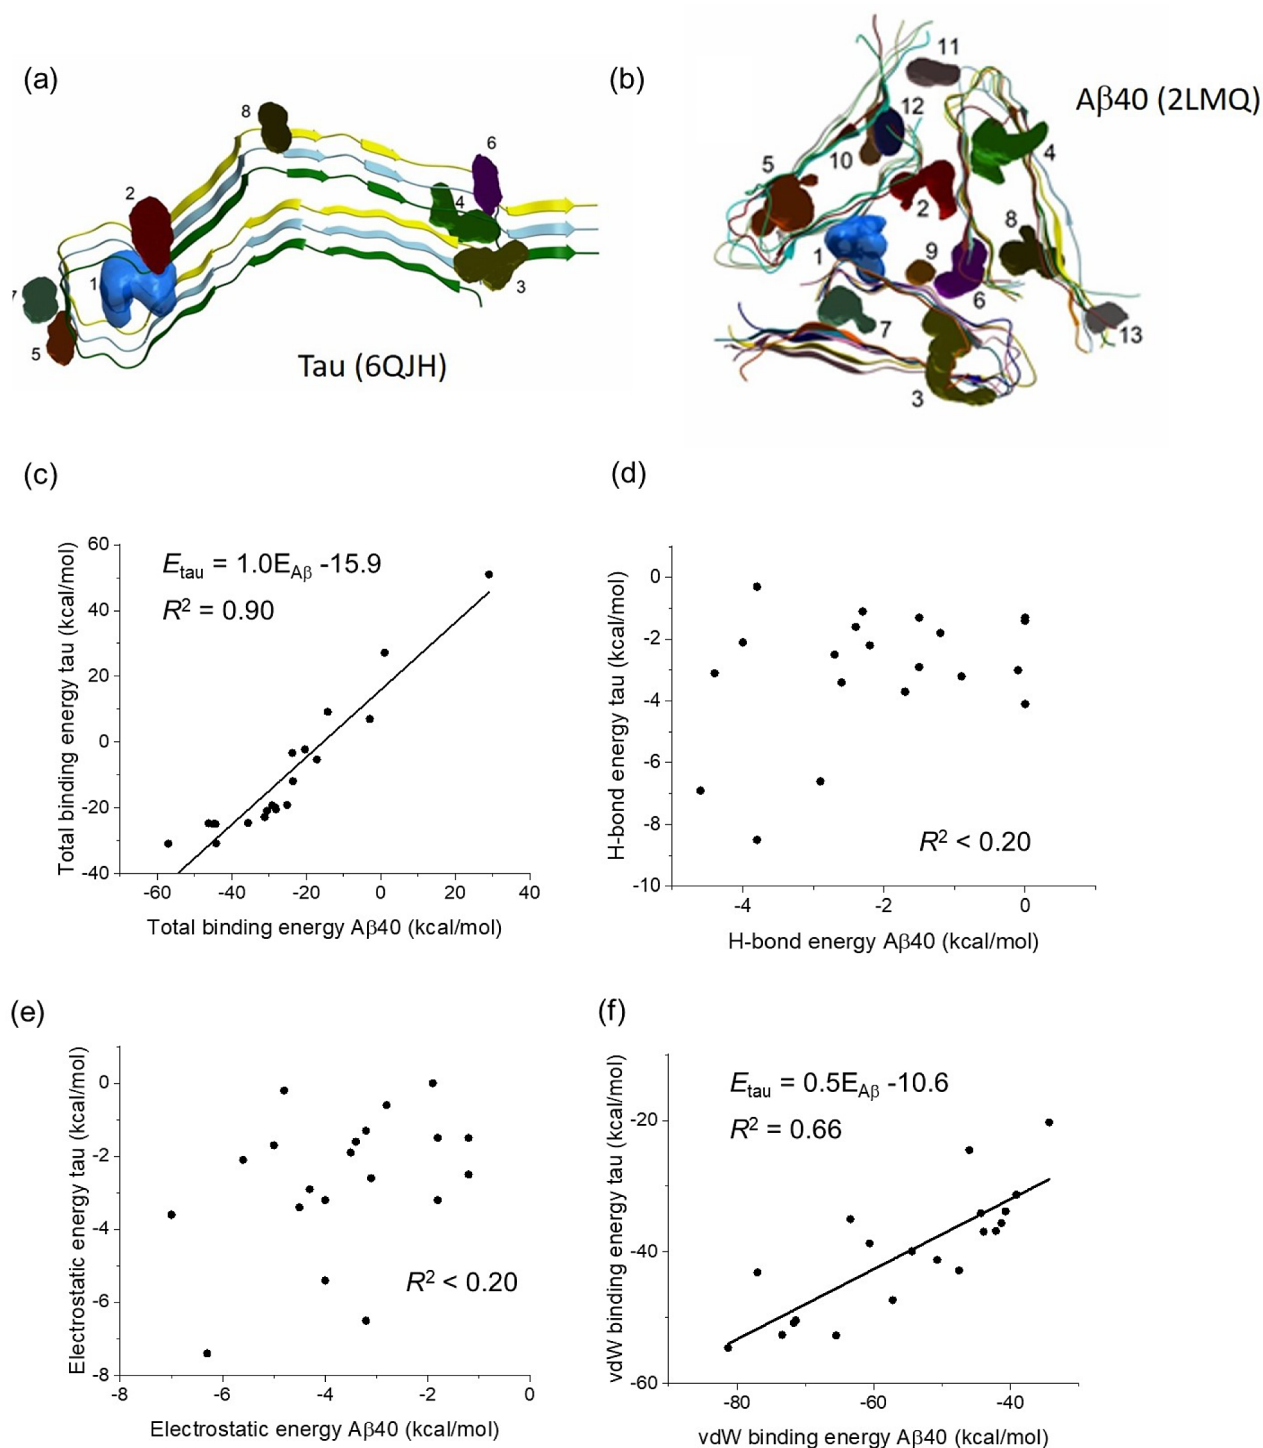 (a)
8
6
2
4
1
3
7
5
Tau (6QJH)
(b)
Aβ40 (2LMQ)
11
12
10
5
4
2
8
1
9
6
7
13
3
(c)
Total binding energy tau (kcal/mol)
60
40
20
0
-20
-40
E tau = 1.0E Aβ -15.9
R² = 0.90
-60 -40 -20 0 20 40
Total binding energy Aβ40 (kcal/mol)
(d)
H-bond energy tau (kcal/mol)
0
-2
-4
-6
-8
-10
R² < 0.20
-4 -2 0
H-bond energy Aβ40 (kcal/mol)
(e)
Electrostatic energy tau (kcal/mol)
0
-2
-4
-6
-8
R² < 0.20
-8 -6 -4 -2 0
Electrostatic energy Aβ40 (kcal/mol)
(f)
vdW binding energy tau (kcal/mol)
-20
-40
-60
E tau = 0.5E Aβ -10.6
R² = 0.66
-80 -60 -40
vdW binding energy Aβ40 (kcal/mol)